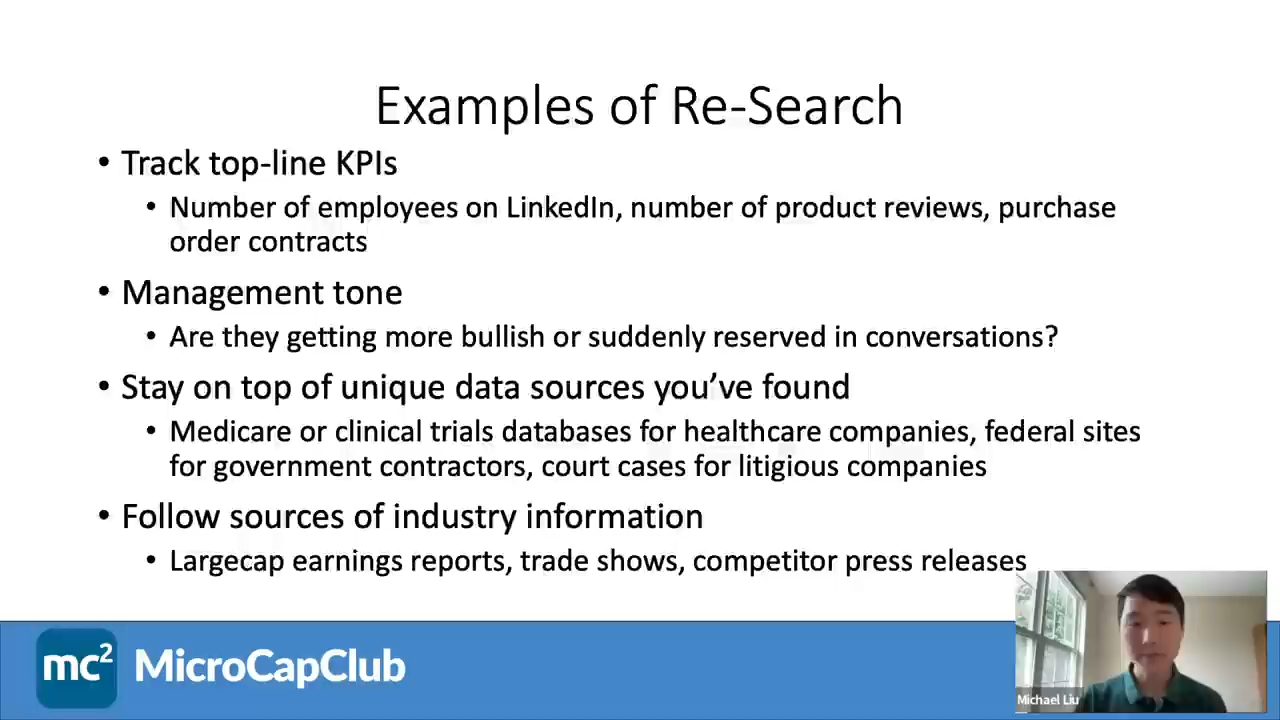 Examples of Re-Search
• Track top-line KPIs
• Number of employees on LinkedIn, number of product reviews, purchase
order contracts
• Management tone
• Are they getting more bullish or suddenly reserved in conversations?
• Stay on top of unique data sources you’ve found
• Medicare or clinical trials databases for healthcare companies, federal sites
for government contractors, court cases for litigious companies
• Follow sources of industry information
• Largecap earnings reports, trade shows, competitor press releases
mc² MicroCapClub
Michael Liu